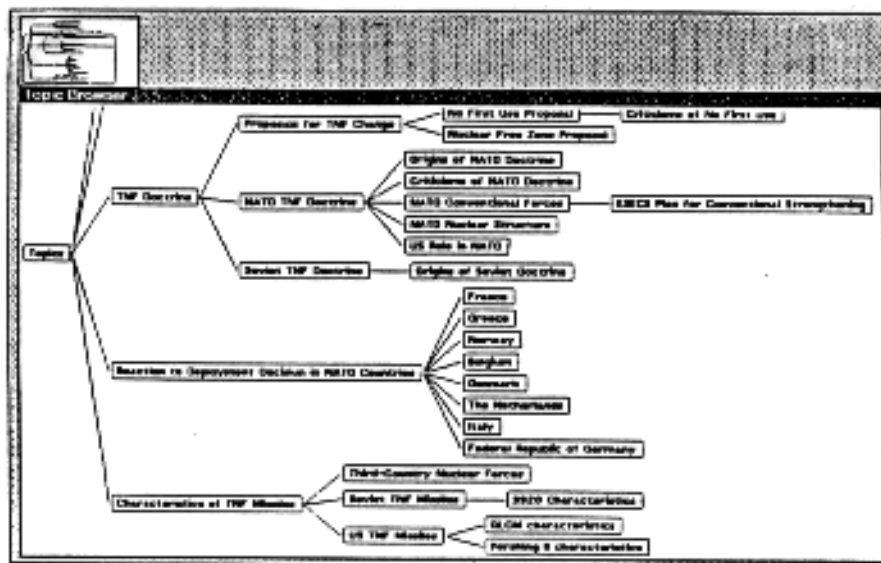 Topic Browser
No First Use Proposal
Criticisms of No First Use
Proposals for TNF Change
Nuclear Free Zone Proposal
Origins of NATO Doctrine
Criticisms of NATO Doctrine
TNF Doctrine
NATO TNF Doctrine
NATO Conventional Forces
Plan for Conventional Strengthening
NATO Nuclear Structure
US Role in NATO
Topics
Soviet TNF Doctrine
Origins of Soviet Doctrine
France
Greece
Norway
Belgium
Reaction to Deployment Decision in NATO Countries
Denmark
The Netherlands
Italy
Federal Republic of Germany
Third-Country Nuclear Forces
Characteristics of TNF Missiles
Soviet TNF Missiles
SS20 Characteristics
GLCM characteristics
US TNF Missiles
Pershing II characteristics